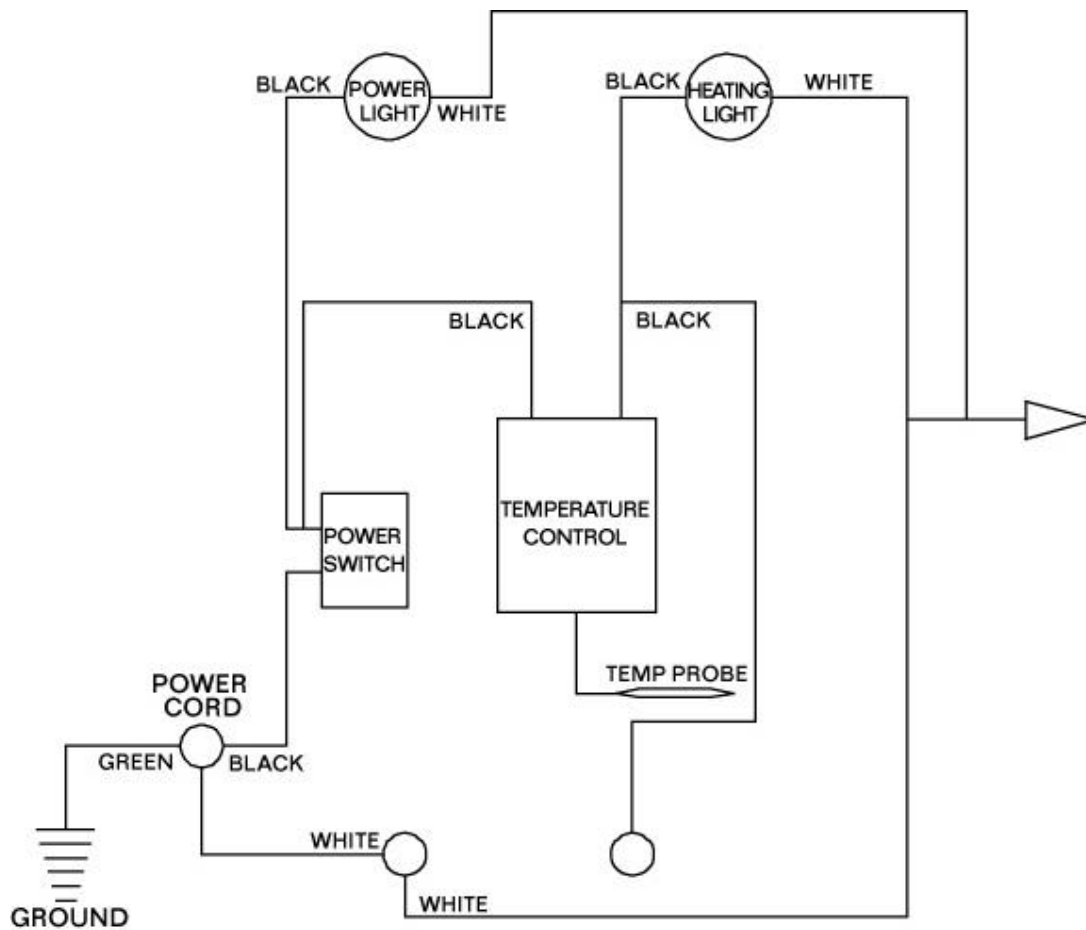 BLACK
POWER
LIGHT
WHITE
BLACK
HEATING
LIGHT
WHITE
BLACK
BLACK
TEMPERATURE
CONTROL
POWER
SWITCH
TEMP PROBE
POWER
CORD
GREEN
BLACK
WHITE
WHITE
GROUND